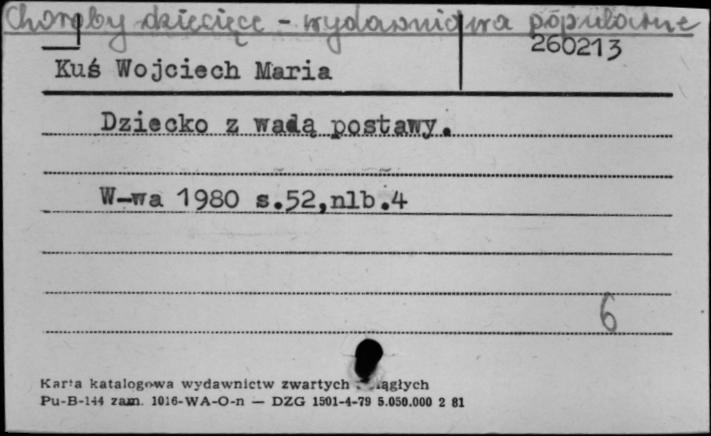 Choroby dziecięce - wydawnictwa popularne
260213
Kuś Wojciech Maria
Dziecko z wadą postawy.
W-wa 1980 s.52,nlb.4
6
Karta katalogowa wydawnictw zwartych
Pu-B-144 zam. 1016-WA-O-n — DZG 1501-4-79 5.050.000 2 81